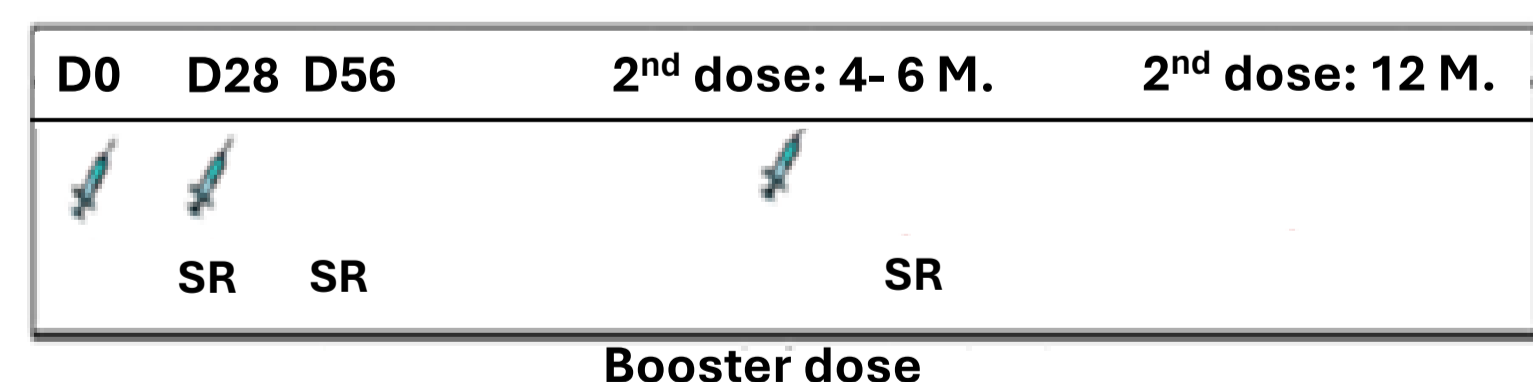 D0 D28 D56 2nd dose: 4- 6 M. 2nd dose: 12 M.
SR SR SR
Booster dose